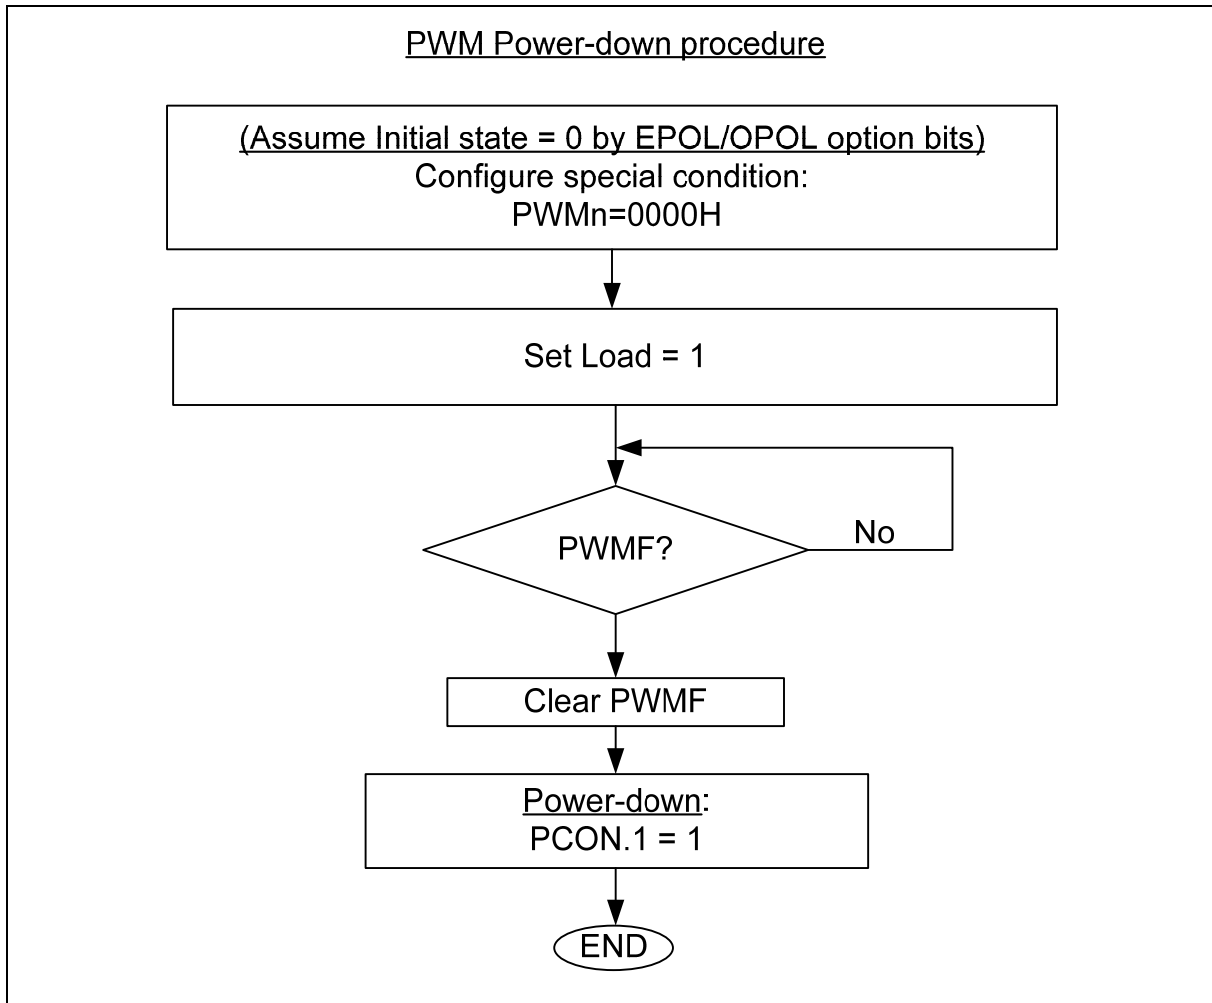 PWM Power-down procedure
(Assume Initial state = 0 by EPOL/OPOL option bits)
Configure special condition:
PWMn=0000H
Set Load = 1
PWMF?
No
Clear PWMF
Power-down:
PCON.1 = 1
END